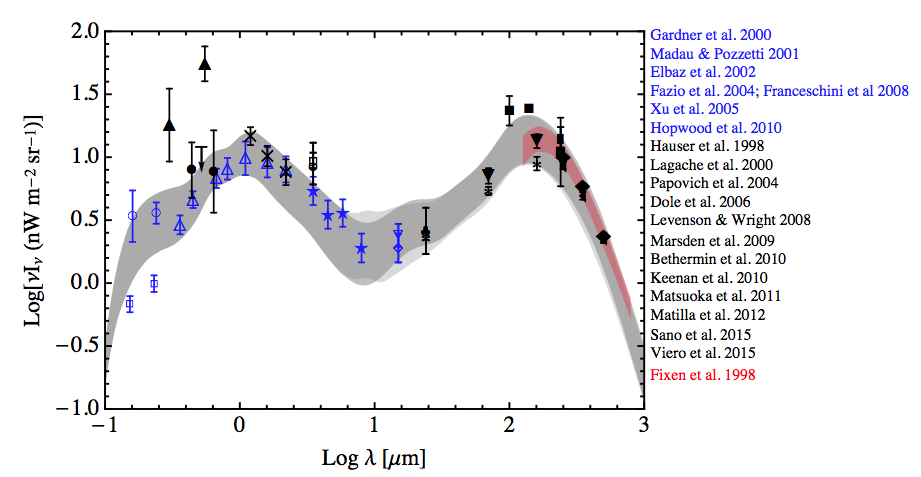 2.0
1.5
1.0
0.5
0.0
−0.5
−1.0
−1
0
1
2
3
Log[νIν (nW m−2 sr−1)]
Log λ [μm]
Gardner et al. 2000
Madau & Pozzetti 2001
Elbaz et al. 2002
Fazio et al. 2004; Franceschini et al 2008
Xu et al. 2005
Hopwood et al. 2010
Hauser et al. 1998
Lagache et al. 2000
Papovich et al. 2004
Dole et al. 2006
Levenson & Wright 2008
Marsden et al. 2009
Bethermin et al. 2010
Keenan et al. 2010
Matsuoka et al. 2011
Matilla et al. 2012
Sano et al. 2015
Viero et al. 2015
Fixen et al. 1998